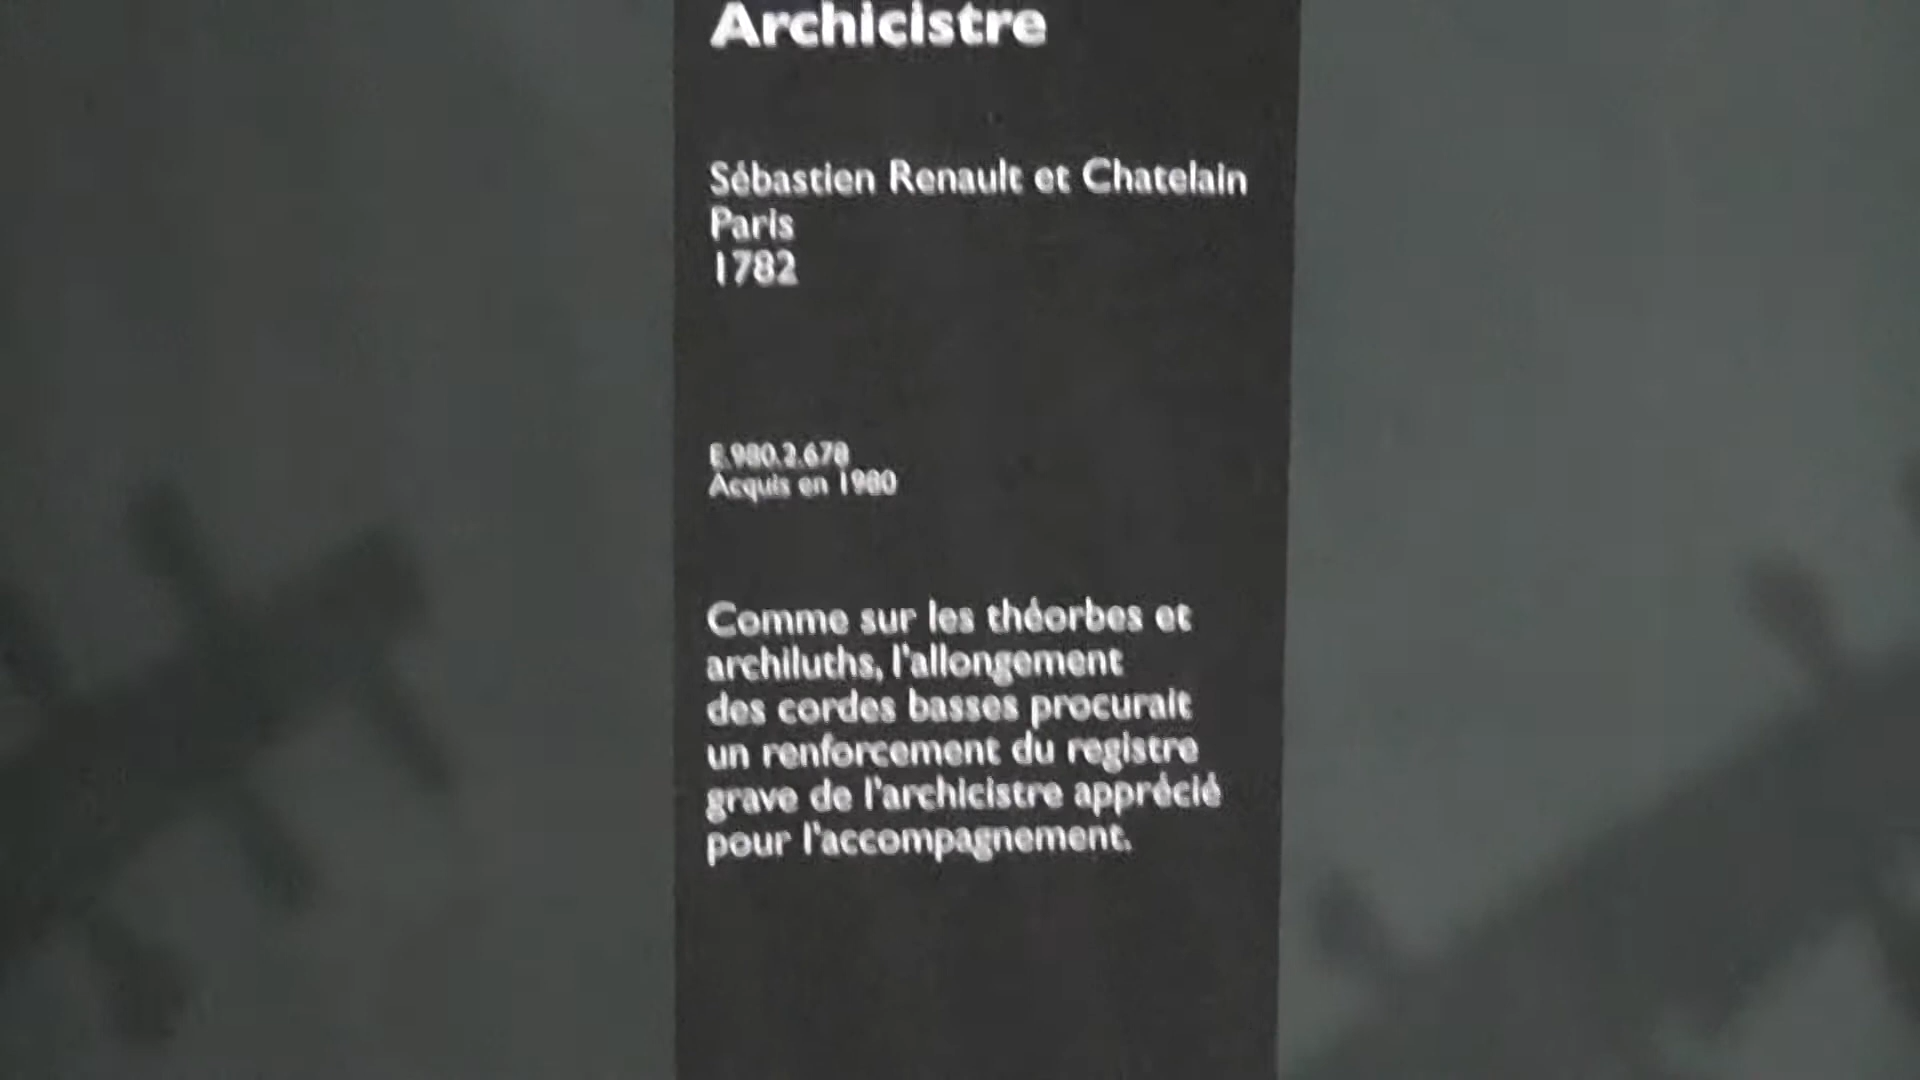 Archicistre
Sébastien Renault et Chatelain
Paris
1782
E.980.2.678
Acquis en 1980
Comme sur les théorbes et
archiluths, l'allongement
des cordes basses procurait
un renforcement du registre
grave de l'archicistre apprécié
pour l'accompagnement.